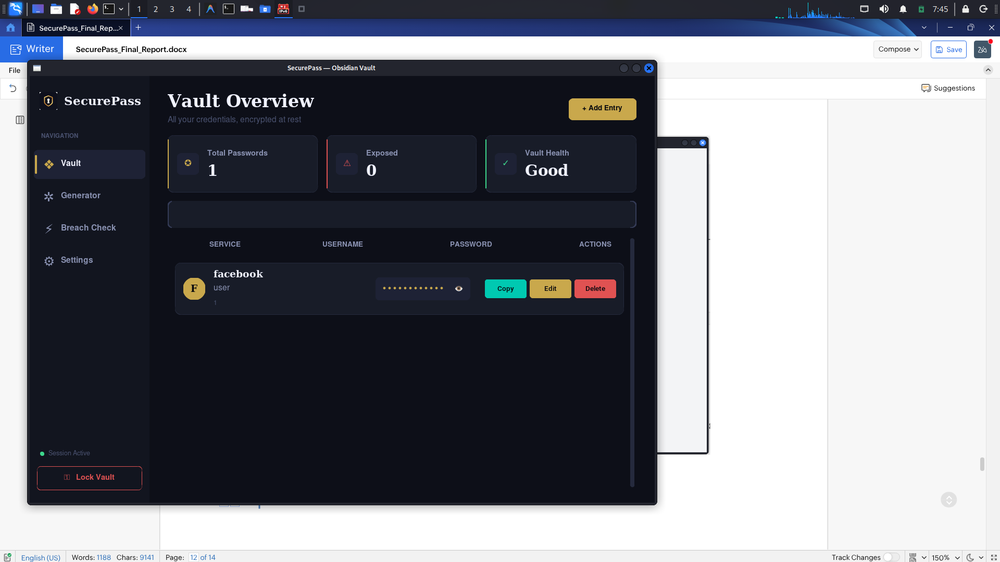 1 2 3 4
IPv6
7:45
SecurePass_Final_Rep...
Writer
SecurePass_Final_Report.docx
Compose
Save
File
SecurePass — Obsidian Vault
Suggestions
SecurePass
Vault Overview
All your credentials, encrypted at rest
+ Add Entry
NAVIGATION
Vault
Generator
Breach Check
Settings
Total Passwords
1
Exposed
0
Vault Health
Good
SERVICE USERNAME PASSWORD ACTIONS
F
facebook
user
1
Copy Edit Delete
Session Active
Lock Vault
English (US) Words: 1188 Chars: 9141 Page: 12 of 14
Track Changes 150%